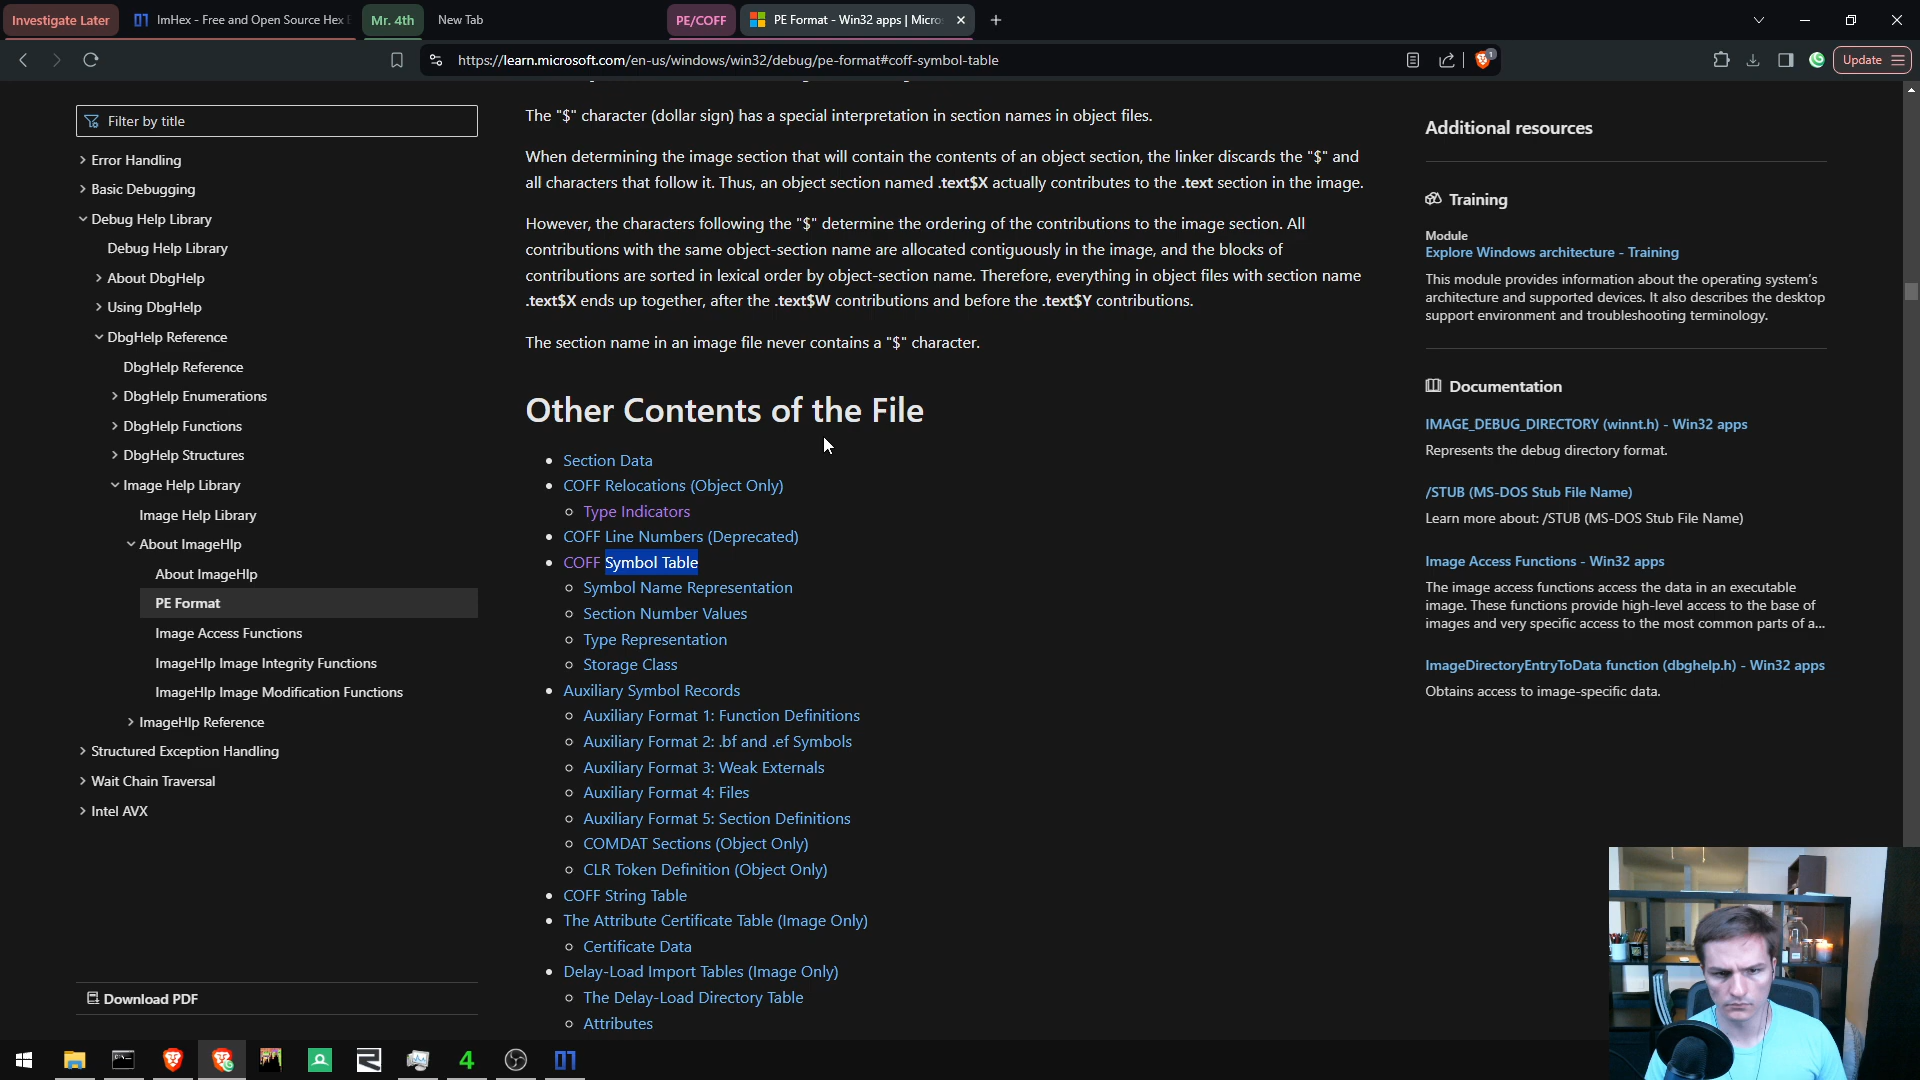 Investigate Later
ImHex - Free and Open Source Hex
Mr. 4th
New Tab
PE/COFF
PE Format - Win32 apps | Micro
https://learn.microsoft.com/en-us/windows/win32/debug/pe-format#coff-symbol-table
1
Update
Filter by title
Error Handling
Basic Debugging
Debug Help Library
Debug Help Library
About DbgHelp
Using DbgHelp
DbgHelp Reference
DbgHelp Reference
DbgHelp Enumerations
DbgHelp Functions
DbgHelp Structures
Image Help Library
Image Help Library
About ImageHlp
About ImageHlp
PE Format
Image Access Functions
ImageHlp Image Integrity Functions
ImageHlp Image Modification Functions
ImageHlp Reference
Structured Exception Handling
Wait Chain Traversal
Intel AVX
Download PDF
The "$" character (dollar sign) has a special interpretation in section names in object files.
When determining the image section that will contain the contents of an object section, the linker discards the "$" and
all characters that follow it. Thus, an object section named .text$X actually contributes to the .text section in the image.
However, the characters following the "$" determine the ordering of the contributions to the image section. All
contributions with the same object-section name are allocated contiguously in the image, and the blocks of
contributions are sorted in lexical order by object-section name. Therefore, everything in object files with section name
.text$X ends up together, after the .text$W contributions and before the .text$Y contributions.
The section name in an image file never contains a "$" character.
Other Contents of the File
Section Data
COFF Relocations (Object Only)
Type Indicators
COFF Line Numbers (Deprecated)
COFF Symbol Table
Symbol Name Representation
Section Number Values
Type Representation
Storage Class
Auxiliary Symbol Records
Auxiliary Format 1: Function Definitions
Auxiliary Format 2: .bf and .ef Symbols
Auxiliary Format 3: Weak Externals
Auxiliary Format 4: Files
Auxiliary Format 5: Section Definitions
COMDAT Sections (Object Only)
CLR Token Definition (Object Only)
COFF String Table
The Attribute Certificate Table (Image Only)
Certificate Data
Delay-Load Import Tables (Image Only)
The Delay-Load Directory Table
Attributes
Additional resources
Training
Module
Explore Windows architecture - Training
This module provides information about the operating system's
architecture and supported devices. It also describes the desktop
support environment and troubleshooting terminology.
Documentation
IMAGE_DEBUG_DIRECTORY (winnt.h) - Win32 apps
Represents the debug directory format.
/STUB (MS-DOS Stub File Name)
Learn more about: /STUB (MS-DOS Stub File Name)
Image Access Functions - Win32 apps
The image access functions access the data in an executable
image. These functions provide high-level access to the base of
images and very specific access to the most common parts of a...
ImageDirectoryEntryToData function (dbghelp.h) - Win32 apps
Obtains access to image-specific data.
4